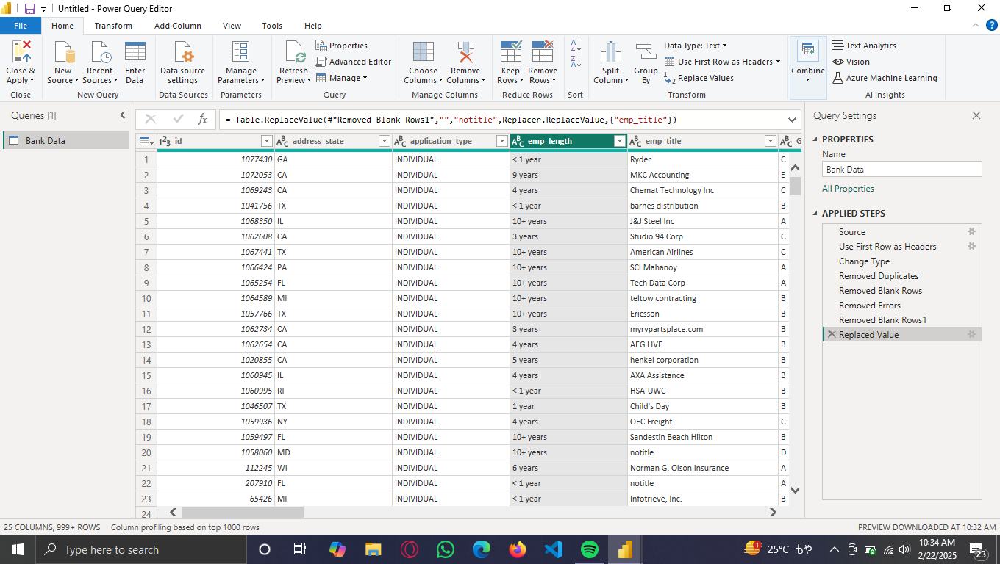 Untitled - Power Query Editor
File Home Transform Add Column View Tools Help
Close & Apply
Close
New Source
Recent Sources
Enter Data
New Query
Data source settings
Data Sources
Manage Parameters
Parameters
Refresh Preview
Properties
Advanced Editor
Manage
Query
Choose Columns
Remove Columns
Manage Columns
Keep Rows
Remove Rows
Reduce Rows
Sort
Split Column
Group By
Data Type: Text
Use First Row as Headers
Replace Values
Transform
Combine
Text Analytics
Vision
Azure Machine Learning
AI Insights
Queries [1]
Bank Data
fx = Table.ReplaceValue(#"Removed Blank Rows1","","notitle",Replacer.ReplaceValue,{"emp_title"})
id address_state application_type emp_length emp_title G
1 1077430 GA INDIVIDUAL < 1 year Ryder C
2 1072053 CA INDIVIDUAL 9 years MKC Accounting E
3 1069243 CA INDIVIDUAL 4 years Chemat Technology Inc C
4 1041756 TX INDIVIDUAL < 1 year barnes distribution B
5 1068350 IL INDIVIDUAL 10+ years J&J Steel Inc A
6 1062608 CA INDIVIDUAL 3 years Studio 94 Corp C
7 1067441 TX INDIVIDUAL 10+ years American Airlines C
8 1066424 PA INDIVIDUAL 10+ years SCI Mahanoy A
9 1065254 FL INDIVIDUAL 10+ years Tech Data Corp A
10 1064589 MI INDIVIDUAL 10+ years teltow contracting B
11 1057766 TX INDIVIDUAL 10+ years Ericsson B
12 1062734 CA INDIVIDUAL 3 years myrvpartsplace.com B
13 1062654 CA INDIVIDUAL 4 years AEG LIVE B
14 1020855 CA INDIVIDUAL 5 years henkel corporation B
15 1060945 IL INDIVIDUAL 4 years AXA Assistance B
16 1060995 RI INDIVIDUAL < 1 year HSA-UWC B
17 1046507 TX INDIVIDUAL 1 year Child's Day B
18 1059936 NY INDIVIDUAL 4 years OEC Freight C
19 1059497 FL INDIVIDUAL 10+ years Sandestin Beach Hilton B
20 1058060 MD INDIVIDUAL 10+ years notitle D
21 112245 WI INDIVIDUAL 6 years Norman G. Olson Insurance A
22 207910 FL INDIVIDUAL < 1 year notitle A
23 65426 MI INDIVIDUAL < 1 year Infotrieve, Inc. B
24
Query Settings
PROPERTIES
Name
Bank Data
All Properties
APPLIED STEPS
Source
Use First Row as Headers
Change Type
Removed Duplicates
Removed Blank Rows
Removed Errors
Removed Blank Rows1
Replaced Value
25 COLUMNS, 999+ ROWS Column profiling based on top 1000 rows PREVIEW DOWNLOADED AT 10:32 AM
Type here to search
1
25°C もや
10:34 AM
2/22/2025
23